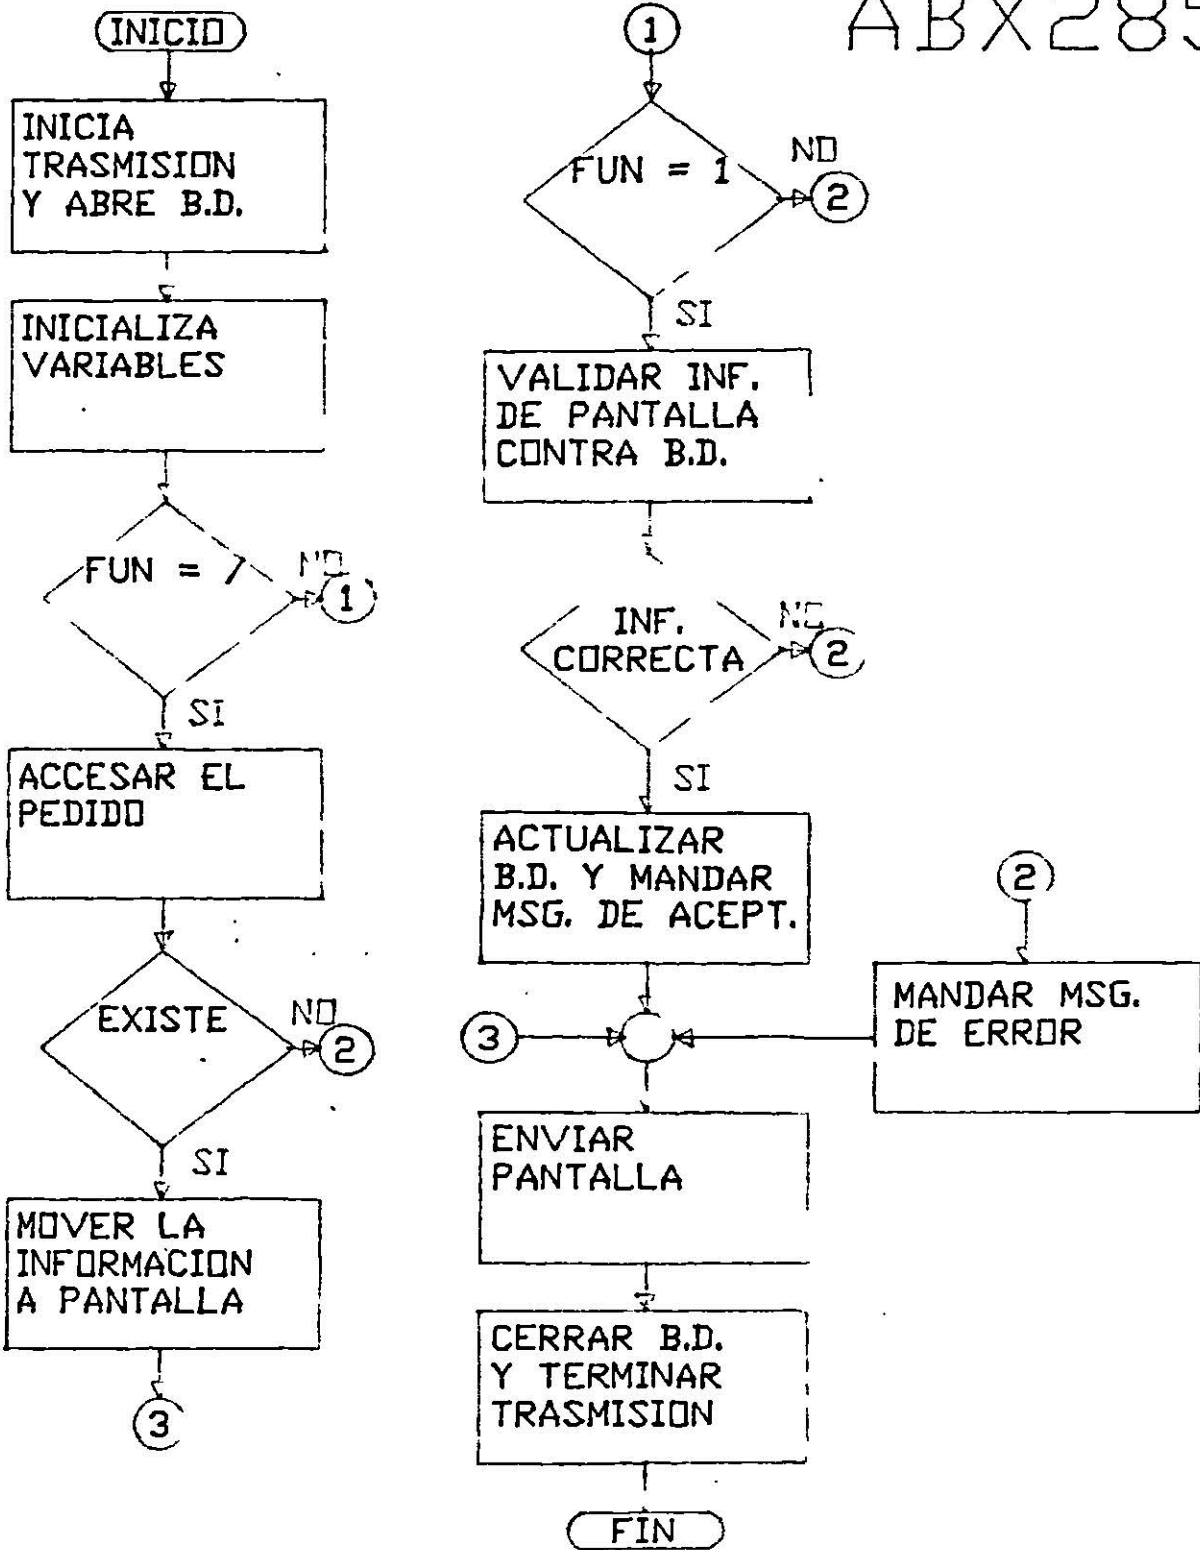 INICIO
INICIA
TRASMISION
Y ABRE B.D.
INICIALIZA
VARIABLES
FUN =
NO
1
SI
ACCESAR EL
PEDIDO
EXISTE
NO
2
SI
MOVER LA
INFORMACION
A PANTALLA
3
1
FUN = 1
NO
2
SI
VALIDAR INF.
DE PANTALLA
CONTRA B.D.
INF.
CORRECTA
NO
2
SI
ACTUALIZAR
B.D. Y MANDAR
MSG. DE ACEPT.
3
ENVIAR
PANTALLA
CERRAR B.D.
Y TERMINAR
TRASMISION
FIN
ABX285
2
MANDAR MSG.
DE ERROR